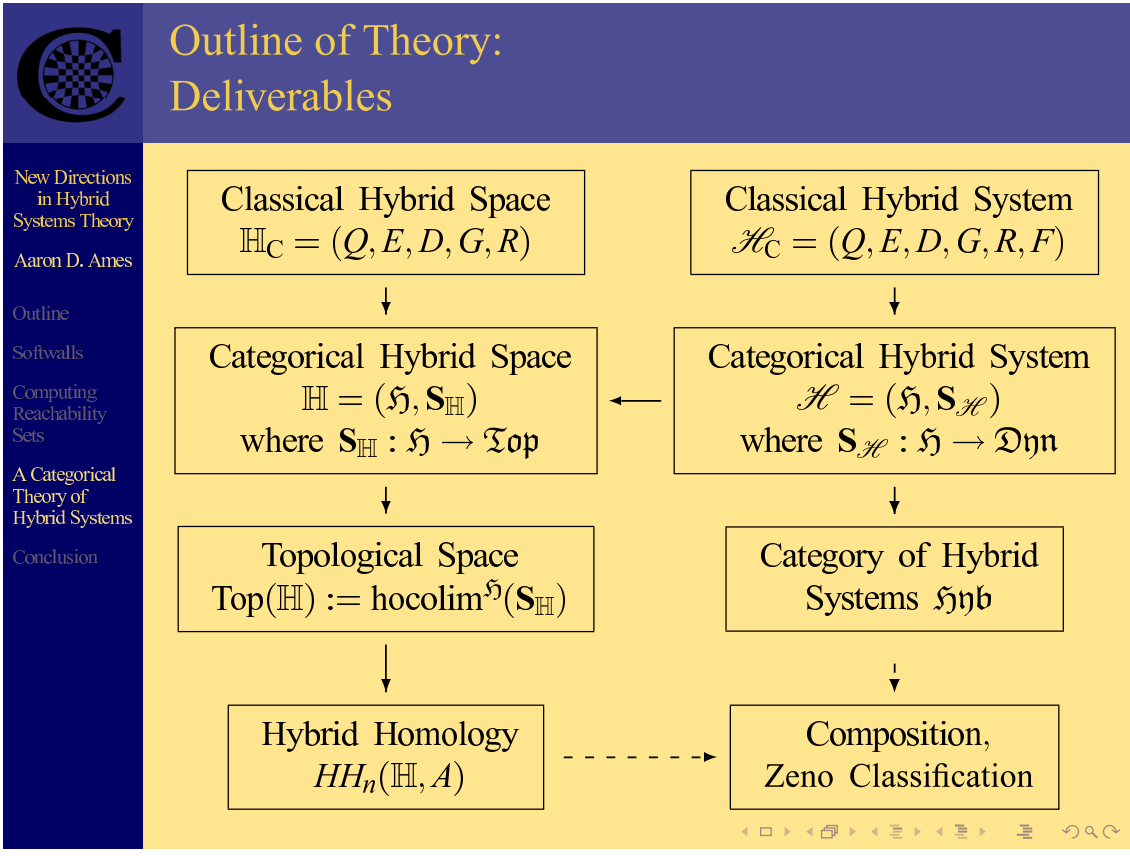 Outline of Theory:
Deliverables
New Directions
in Hybrid
Systems Theory
Aaron D. Ames
Outline
Softwalls
Computing
Reachability
Sets
A Categorical
Theory of
Hybrid Systems
Conclusion
Classical Hybrid Space
ℍ_C = (Q, E, D, G, R)
Classical Hybrid System
ℋ_C = (Q, E, D, G, R, F)
Categorical Hybrid Space
ℍ = (ℌ, S_ℍ)
where S_ℍ : ℌ → 𝔗𝔬𝔭
Categorical Hybrid System
ℋ = (ℌ, S_ℋ)
where S_ℋ : ℌ → 𝔇𝔶𝔫
Topological Space
Top(ℍ) := hocolim^ℌ(S_ℍ)
Category of Hybrid
Systems ℌ𝔶𝔟
Hybrid Homology
HH_n(ℍ, A)
Composition,
Zeno Classification